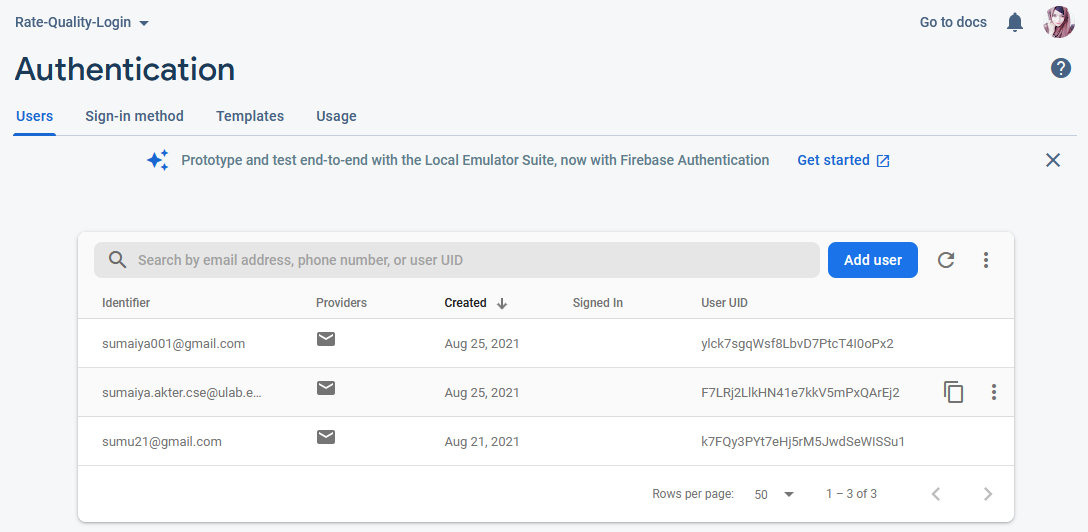 Rate-Quality-Login Go to docs
Authentication
Users Sign-in method Templates Usage
Prototype and test end-to-end with the Local Emulator Suite, now with Firebase Authentication Get started
Search by email address, phone number, or user UID Add user
Identifier Providers Created Signed In User UID
sumaiya001@gmail.com Aug 25, 2021 ylck7sgqWsf8LbvD7PtcT4I0oPx2
sumaiya.akter.cse@ulab.e... Aug 25, 2021 F7LRj2LlkHN41e7kkV5mPxQArEj2
sumu21@gmail.com Aug 21, 2021 k7FQy3PYt7eHj5rM5JwdSeWISSu1
Rows per page: 50 1 – 3 of 3